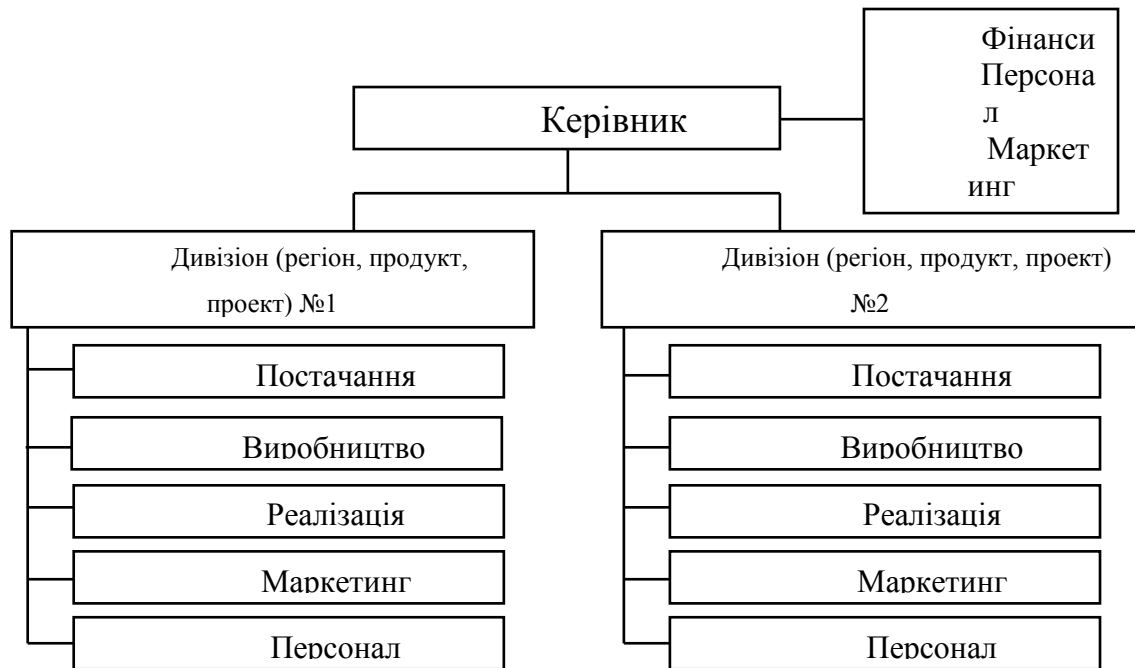 Фінанси
Персона
л
Маркет
инг
Керівник
Дивізіон (регіон, продукт,
проект) №1
Постачання
Виробництво
Реалізація
Маркетинг
Персонал
Дивізіон (регіон, продукт, проект)
№2
Постачання
Виробництво
Реалізація
Маркетинг
Персонал